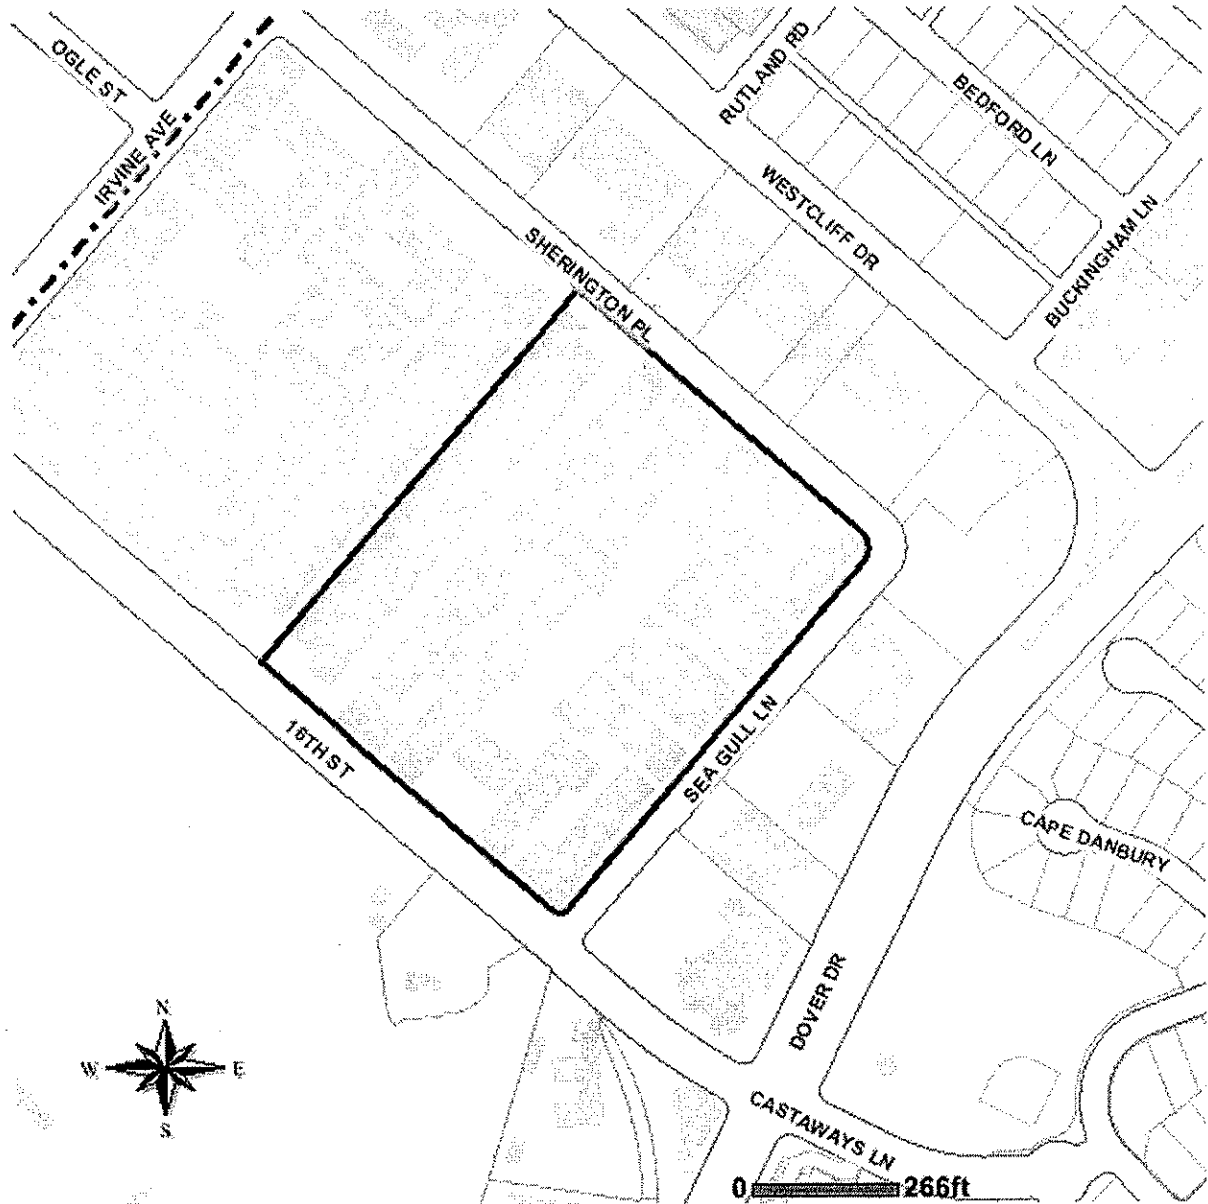 OGLE ST
IRVINE AVE
RUTLAND RD
BEDFORD LN
WESTCLIFF DR
BUCKINGHAM LN
SHERINGTON PL
16TH ST
SEA GULL LN
CAPE DANBURY
DOVER DR
CASTAWAYS LN
N
W E
S
0 266ft